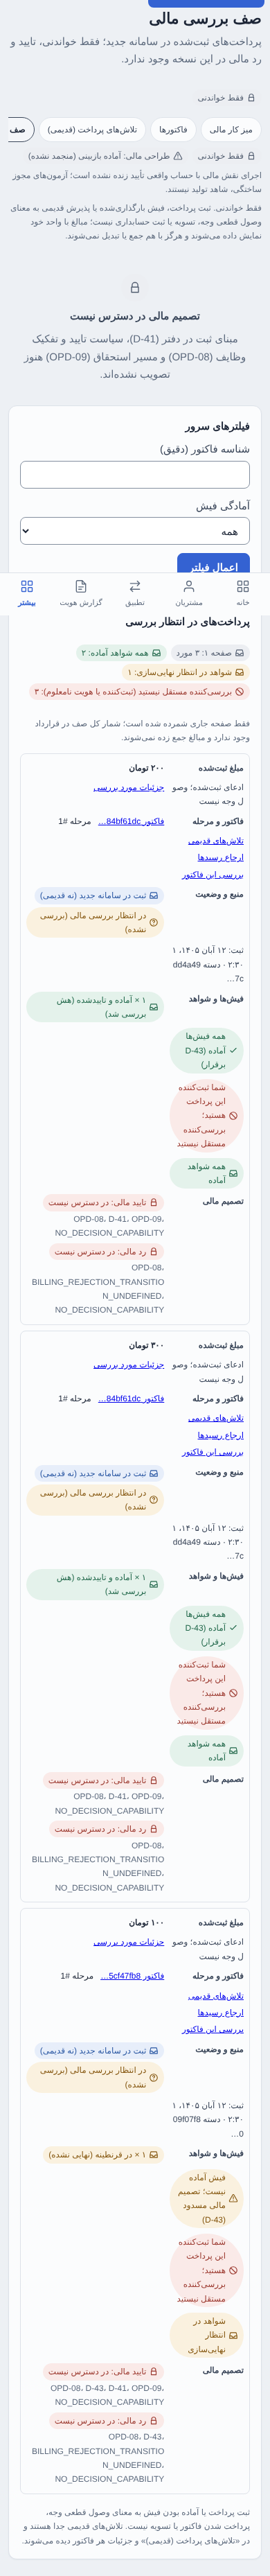 صف بررسی مالی
پرداخت‌های ثبت‌شده در سامانه جدید؛ فقط خواندنی، تایید و
رد مالی در این نسخه وجود ندارد.
فقط خواندنی
میز کار مالی
فاکتورها
تلاش‌های پرداخت (قدیمی)
صف
فقط خواندنی
طراحی مالی: آماده بازبینی (منجمد نشده)
اجرای نقش مالی با حساب واقعی تأیید زنده نشده است؛ آزمون‌های مجوز
ساختگی، شاهد تولید نیستند.
فقط خواندنی. ثبت پرداخت، فیش بارگذاری‌شده یا پذیرش قدیمی به معنای
وصول قطعی وجه، تسویه یا ثبت حسابداری نیست؛ مبالغ با واحد خود
نمایش داده می‌شوند و هرگز با هم جمع یا تبدیل نمی‌شوند.
تصمیم مالی در دسترس نیست
مبنای ثبت در دفتر (D-41)، سیاست تایید و تفکیک
وظایف (OPD-08) و مسیر استحقاق (OPD-09) هنوز
تصویب نشده‌اند.
فیلترهای سرور
شناسه فاکتور (دقیق)
آمادگی فیش
همه
اعمال فیلتر
خانه
مشتریان
تطبیق
گزارش هویت
بیشتر
پرداخت‌های در انتظار بررسی
صفحه ۱: ۳ مورد
همه شواهد آماده: ۲
شواهد در انتظار نهایی‌سازی: ۱
بررسی‌کننده مستقل نیستید (ثبت‌کننده یا هویت نامعلوم): ۳
فقط صفحه جاری شمرده شده است؛ شمار کل صف در قرارداد
وجود ندارد و مبالغ جمع زده نمی‌شوند.
مبلغ ثبت‌شده
۲۰۰ تومان
ادعای ثبت‌شده؛ وصو
ل وجه نیست
جزئیات مورد بررسی
فاکتور و مرحله
فاکتور 84bf61dc…
مرحله #1
تلاش‌های قدیمی
ارجاع رسیدها
بررسی این فاکتور
منبع و وضعیت
ثبت در سامانه جدید (نه قدیمی)
در انتظار بررسی مالی (بررسی
نشده)
ثبت: ۱۲ آبان ۱۴۰۵، ۱
۲:۳۰ · دسته dd4a49
7c…
فیش‌ها و شواهد
۱ × آماده و تاییدشده (هش
بررسی شد)
همه فیش‌ها
آماده (D-43
برقرار)
شما ثبت‌کننده
این پرداخت
هستید؛
بررسی‌کننده
مستقل نیستید
همه شواهد
آماده
تصمیم مالی
تایید مالی: در دسترس نیست
OPD-08، D-41، OPD-09،
NO_DECISION_CAPABILITY
رد مالی: در دسترس نیست
OPD-08،
BILLING_REJECTION_TRANSITIO
N_UNDEFINED،
NO_DECISION_CAPABILITY
مبلغ ثبت‌شده
۳۰۰ تومان
ادعای ثبت‌شده؛ وصو
ل وجه نیست
جزئیات مورد بررسی
فاکتور و مرحله
فاکتور 84bf61dc…
مرحله #1
تلاش‌های قدیمی
ارجاع رسیدها
بررسی این فاکتور
منبع و وضعیت
ثبت در سامانه جدید (نه قدیمی)
در انتظار بررسی مالی (بررسی
نشده)
ثبت: ۱۲ آبان ۱۴۰۵، ۱
۲:۳۰ · دسته dd4a49
7c…
فیش‌ها و شواهد
۱ × آماده و تاییدشده (هش
بررسی شد)
همه فیش‌ها
آماده (D-43
برقرار)
شما ثبت‌کننده
این پرداخت
هستید؛
بررسی‌کننده
مستقل نیستید
همه شواهد
آماده
تصمیم مالی
تایید مالی: در دسترس نیست
OPD-08، D-41، OPD-09،
NO_DECISION_CAPABILITY
رد مالی: در دسترس نیست
OPD-08،
BILLING_REJECTION_TRANSITIO
N_UNDEFINED،
NO_DECISION_CAPABILITY
مبلغ ثبت‌شده
۱۰۰ تومان
ادعای ثبت‌شده؛ وصو
ل وجه نیست
جزئیات مورد بررسی
فاکتور و مرحله
فاکتور 5cf47fb8…
مرحله #1
تلاش‌های قدیمی
ارجاع رسیدها
بررسی این فاکتور
منبع و وضعیت
ثبت در سامانه جدید (نه قدیمی)
در انتظار بررسی مالی (بررسی
نشده)
ثبت: ۱۲ آبان ۱۴۰۵، ۱
۲:۳۰ · دسته 09f07f8
0…
فیش‌ها و شواهد
۱ × در قرنطینه (نهایی نشده)
فیش آماده
نیست؛ تصمیم
مالی مسدود
(D-43)
شما ثبت‌کننده
این پرداخت
هستید؛
بررسی‌کننده
مستقل نیستید
شواهد در
انتظار
نهایی‌سازی
تصمیم مالی
تایید مالی: در دسترس نیست
OPD-08، D-43، D-41، OPD-09،
NO_DECISION_CAPABILITY
رد مالی: در دسترس نیست
OPD-08، D-43،
BILLING_REJECTION_TRANSITIO
N_UNDEFINED،
NO_DECISION_CAPABILITY
ثبت پرداخت یا آماده بودن فیش به معنای وصول قطعی وجه،
پرداخت شدن فاکتور یا تسویه نیست. تلاش‌های قدیمی جدا هستند و
در «تلاش‌های پرداخت (قدیمی)» و جزئیات هر فاکتور دیده می‌شوند.